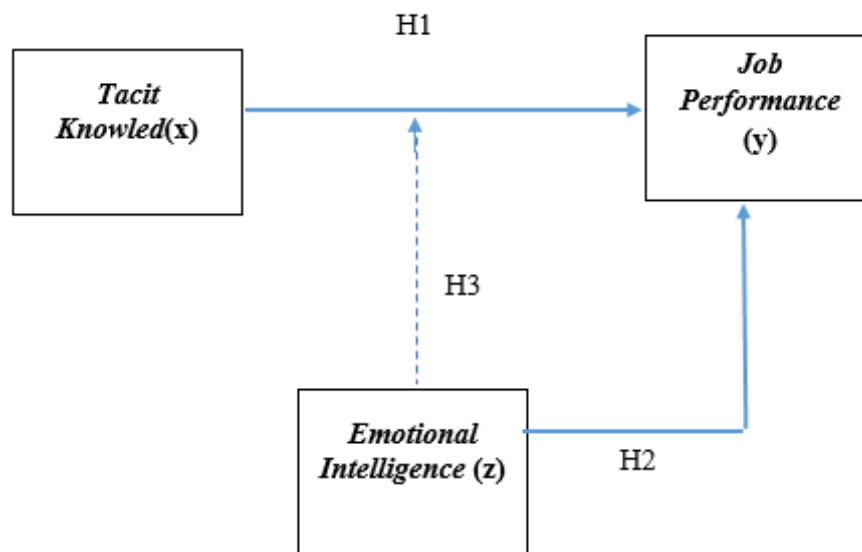 H1
Tacit
Knowled(x)
Job
Performance
(y)
H3
Emotional
Intelligence (z)
H2